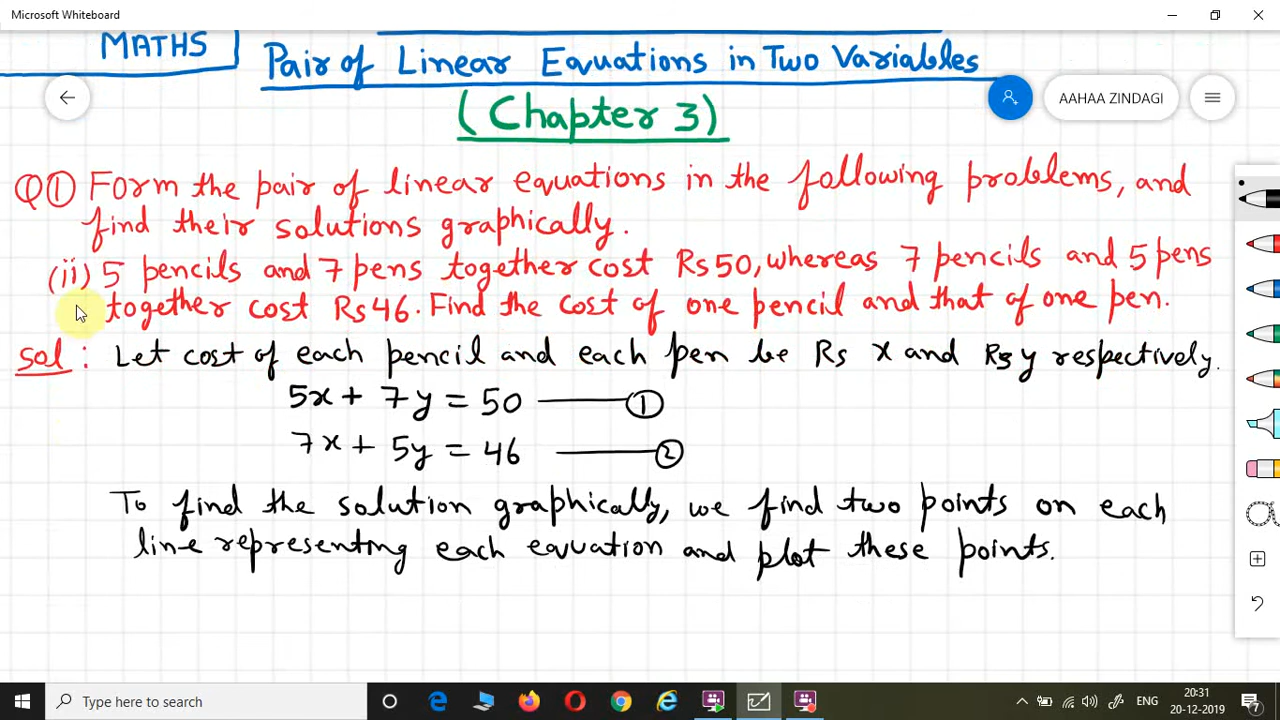 Microsoft Whiteboard
MATHS
Pair of Linear Equations in Two Variables
(Chapter 3)
AAHAA ZINDAGI
Q① Form the pair of linear equations in the following problems, and
find their solutions graphically.
(ii) 5 pencils and 7 pens together cost Rs 50, whereas 7 pencils and 5 pens
together cost Rs 46. Find the cost of one pencil and that of one pen.
Sol: Let cost of each pencil and each pen be Rs x and Rs y respectively.
5x + 7y = 50 ——— ①
7x + 5y = 46 ——— ②
To find the solution graphically, we find two points on each
line representing each equation and plot these points.
Type here to search
ENG
20:31
20-12-2019
7